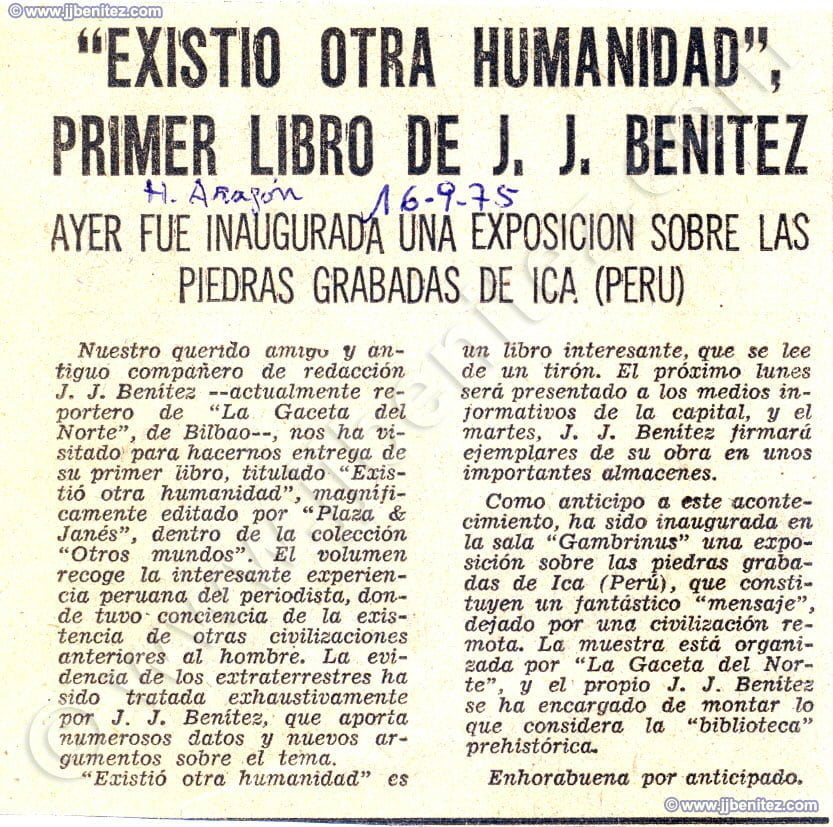 © www.jjbenitez.com
© www.jjbenitez.com
"EXISTIO OTRA HUMANIDAD",
PRIMER LIBRO DE J. J. BENITEZ
H. Aragón 16-9-75
AYER FUE INAUGURADA UNA EXPOSICION SOBRE LAS
PIEDRAS GRABADAS DE ICA (PERU)
Nuestro querido amigo y an-
tiguo compañero de redacción
J. J. Benítez --actualmente re-
portero de "La Gaceta del
Norte", de Bilbao--, nos ha vi-
sitado para hacernos entrega de
su primer libro, titulado "Exis-
tió otra humanidad", magnífi-
camente editado por "Plaza &
Janés", dentro de la colección
"Otros mundos". El volumen
recoge la interesante experien-
cia peruana del periodista, don-
de tuvo conciencia de la exis-
tencia de otras civilizaciones
anteriores al hombre. La evi-
dencia de los extraterrestres ha
sido tratada exhaustivamente
por J. J. Benítez, que aporta
numerosos datos y nuevos ar-
gumentos sobre el tema.
"Existió otra humanidad" es
un libro interesante, que se lee
de un tirón. El próximo lunes
será presentado a los medios in-
formativos de la capital, y el
martes, J. J. Benítez firmará
ejemplares de su obra en unos
importantes almacenes.
Como anticipo a este aconte-
cimiento, ha sido inaugurada en
la sala "Gambrinus" una expo-
sición sobre las piedras graba-
das de Ica (Perú), que consti-
tuyen un fantástico "mensaje",
dejado por una civilización re-
mota. La muestra está organi-
zada por "La Gaceta del Nor-
te", y el propio J. J. Benítez
se ha encargado de montar lo
que considera la "biblioteca"
prehistórica.
Enhorabuena por anticipado.
© www.jjbenitez.com
© www.jjbenitez.com